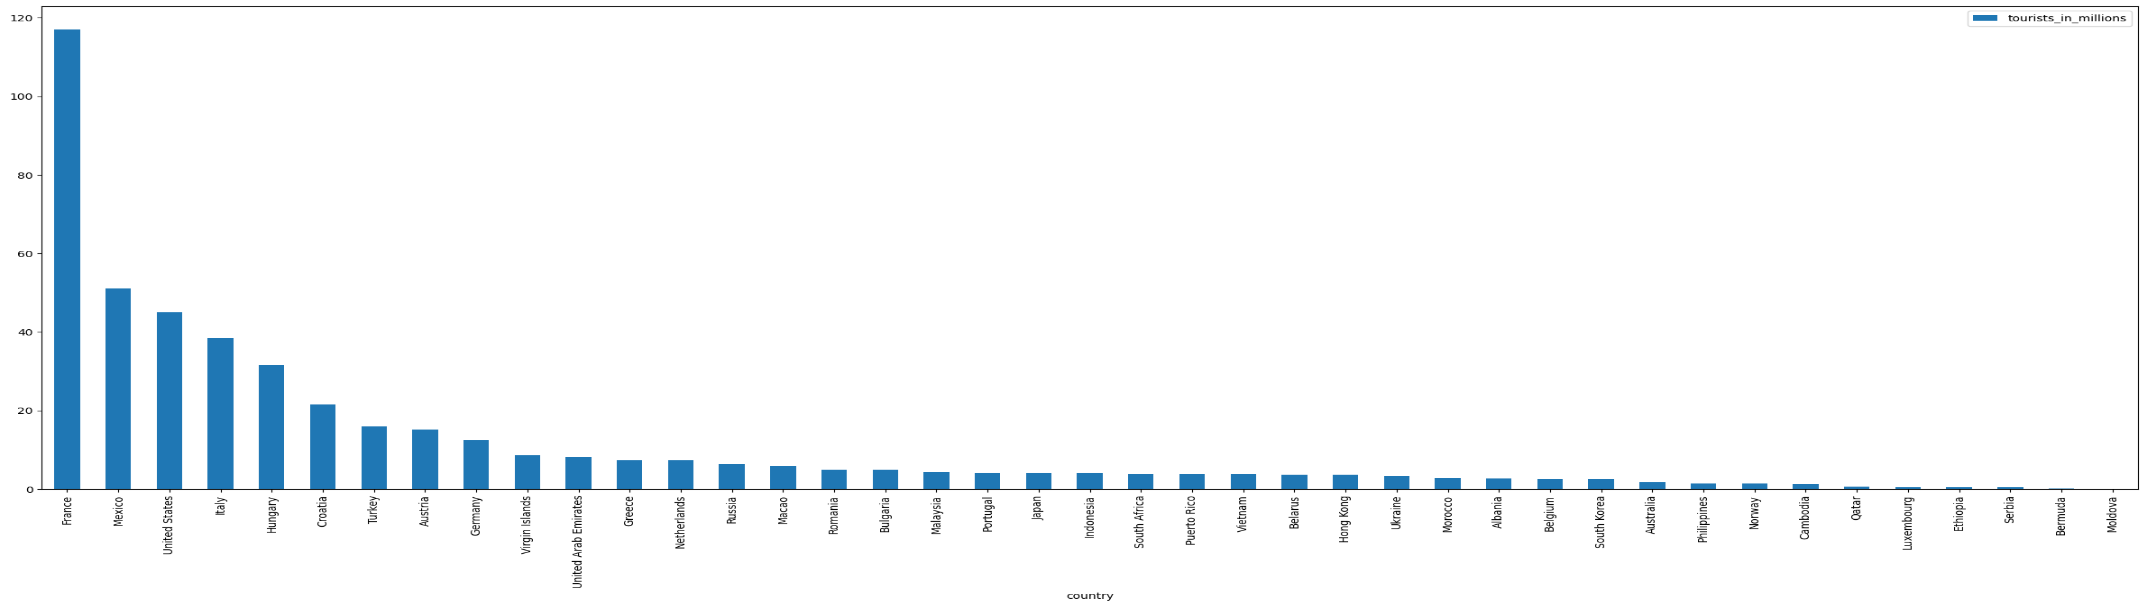 120
100
80
60
40
20
0
tourists_in_millions
France
Mexico
United States
Italy
Hungary
Croatia
Turkey
Austria
Germany
Virgin Islands
United Arab Emirates
Greece
Netherlands
Russia
Macao
Romania
Bulgaria
Malaysia
Portugal
Japan
Indonesia
South Africa
Puerto Rico
Vietnam
Belarus
Hong Kong
Ukraine
Morocco
Albania
Belgium
South Korea
Australia
Philippines
Norway
Cambodia
Qatar
Luxembourg
Ethiopia
Serbia
Bermuda
Moldova
country